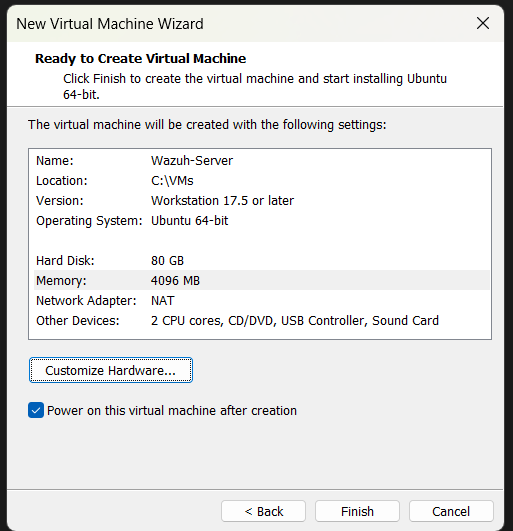 New Virtual Machine Wizard
Ready to Create Virtual Machine
Click Finish to create the virtual machine and start installing Ubuntu
64-bit.
The virtual machine will be created with the following settings:
Name: Wazuh-Server
Location: C:\VMs
Version: Workstation 17.5 or later
Operating System: Ubuntu 64-bit
Hard Disk: 80 GB
Memory: 4096 MB
Network Adapter: NAT
Other Devices: 2 CPU cores, CD/DVD, USB Controller, Sound Card
Customize Hardware...
Power on this virtual machine after creation
< Back Finish Cancel